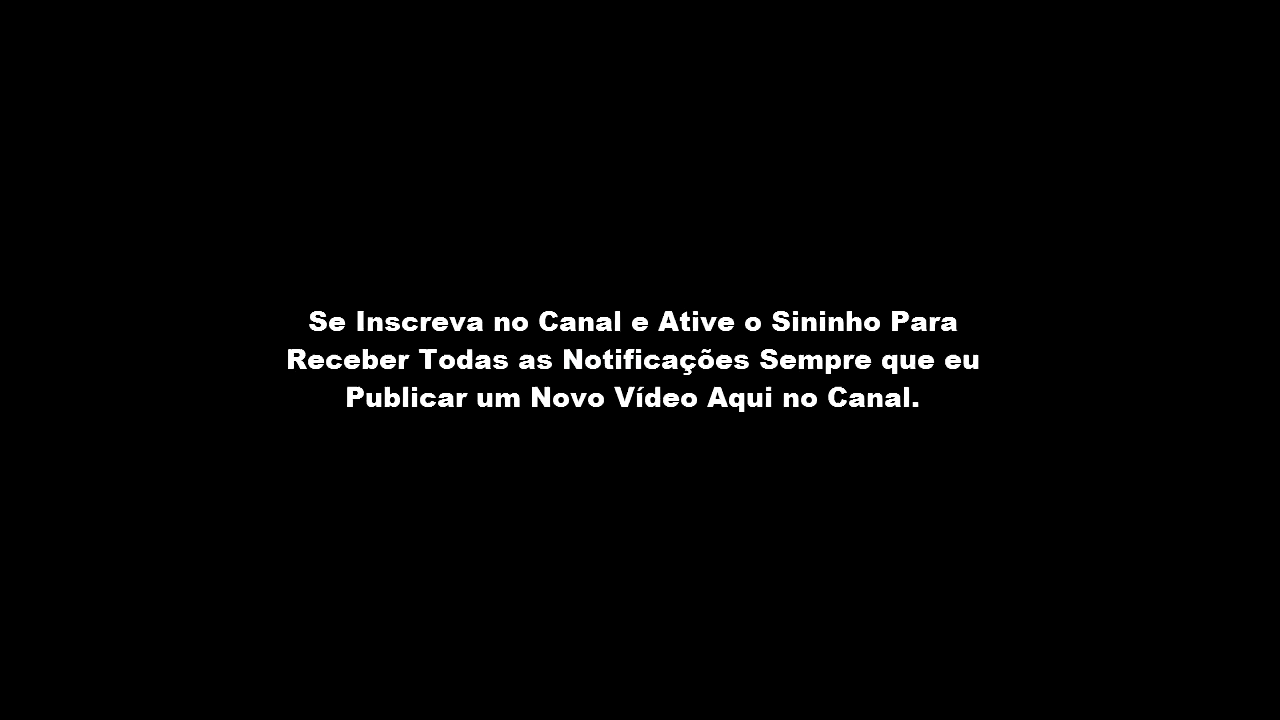 Se Inscreva no Canal e Ative o Sininho Para
Receber Todas as Notificações Sempre que eu
Publicar um Novo Vídeo Aqui no Canal.